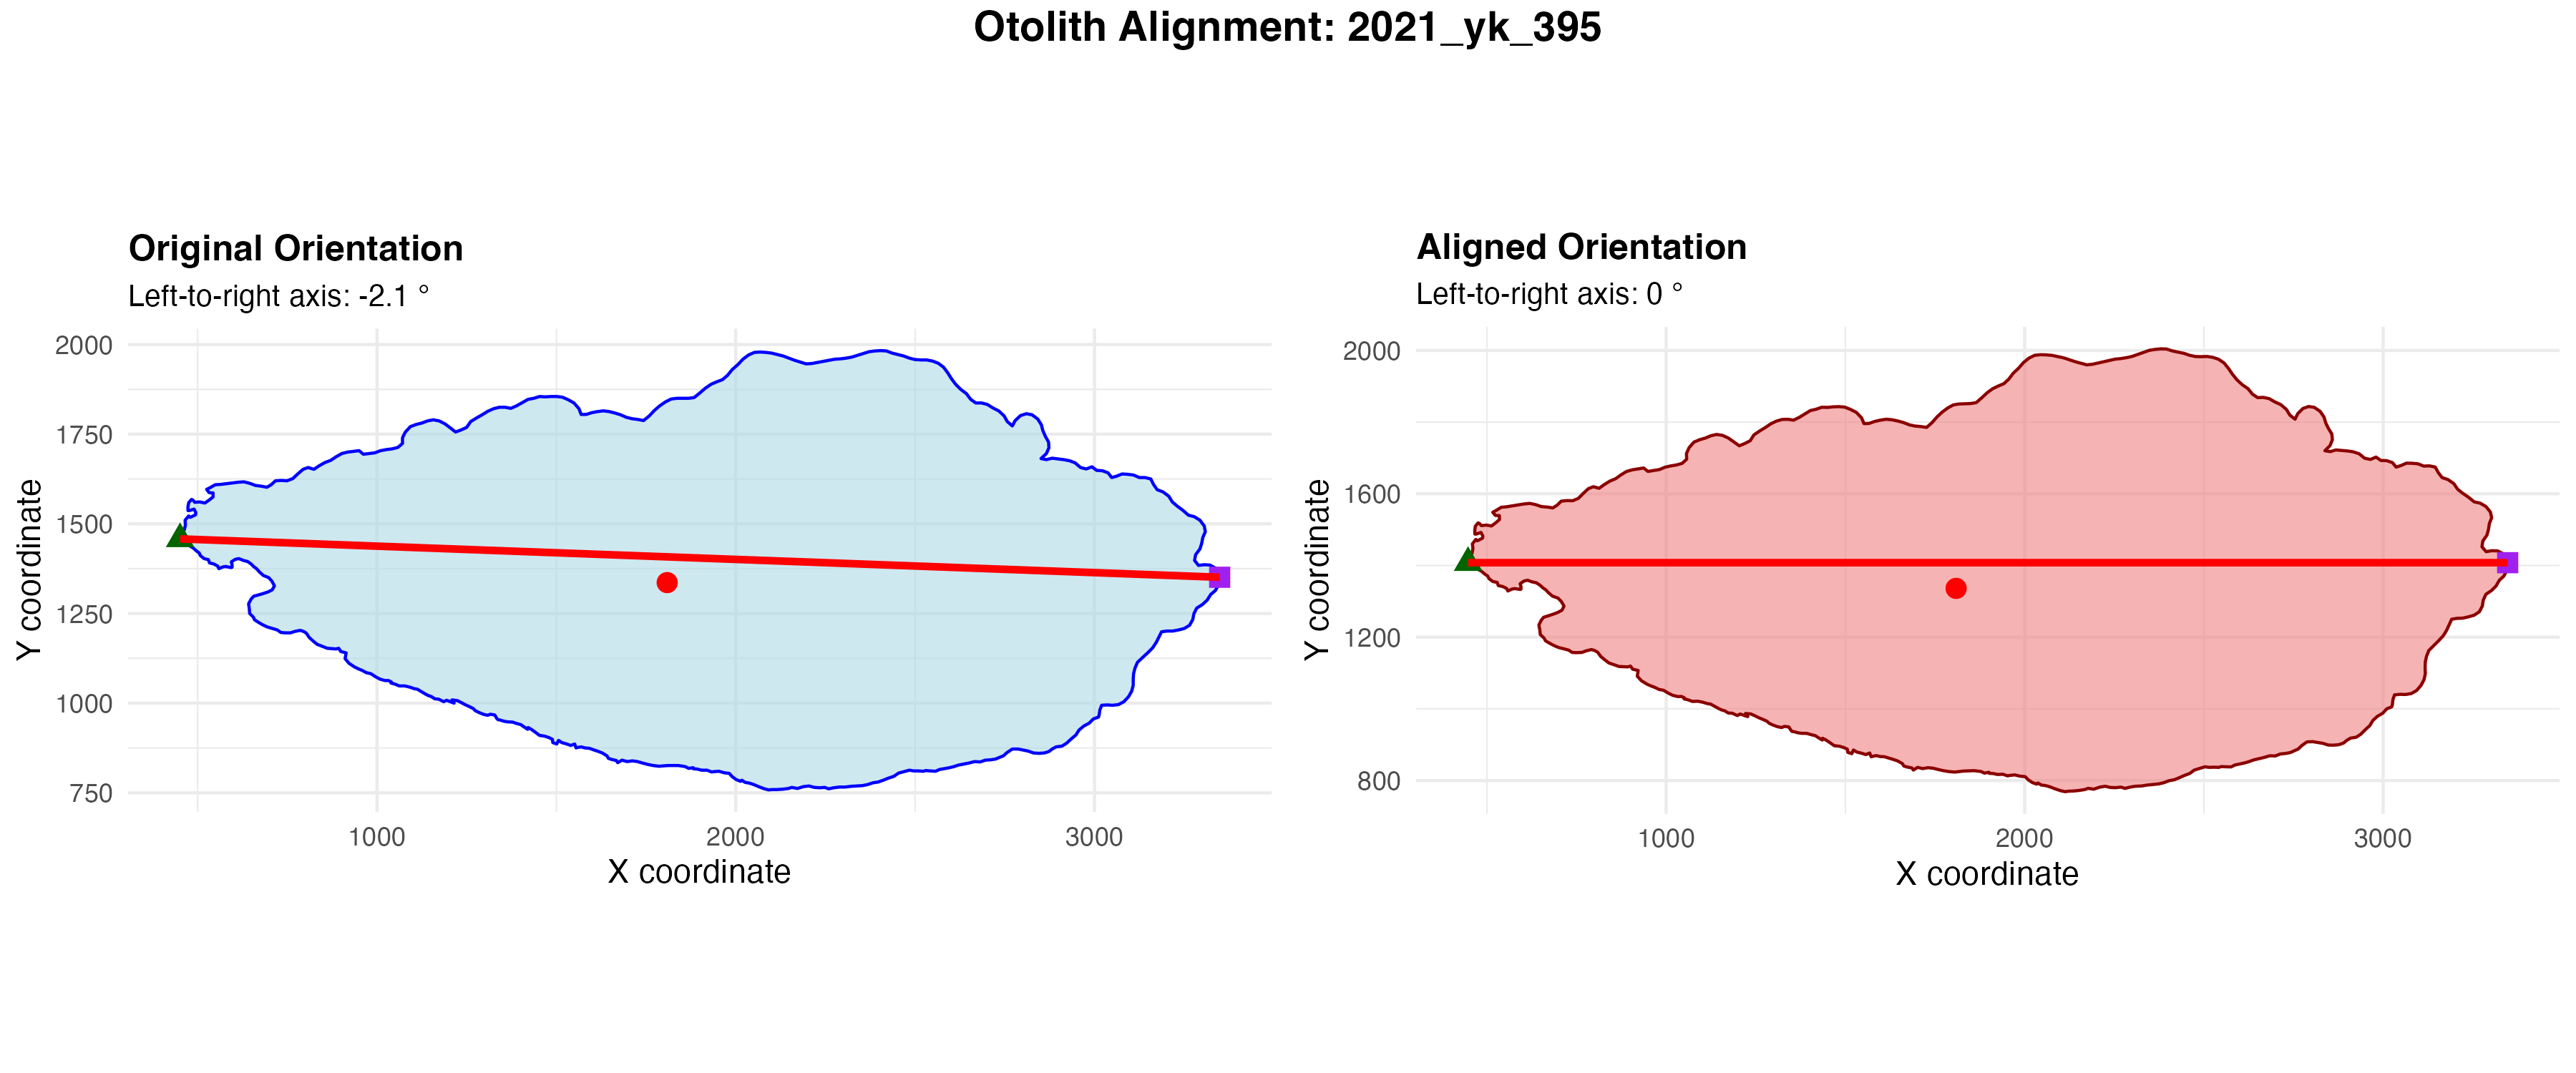 Otolith Alignment: 2021_yk_395
Original Orientation
Left-to-right axis: -2.1 °
2000
1750
1500
1250
1000
750
Y coordinate
1000 2000 3000
X coordinate
Aligned Orientation
Left-to-right axis: 0 °
2000
1600
1200
800
Y coordinate
1000 2000 3000
X coordinate